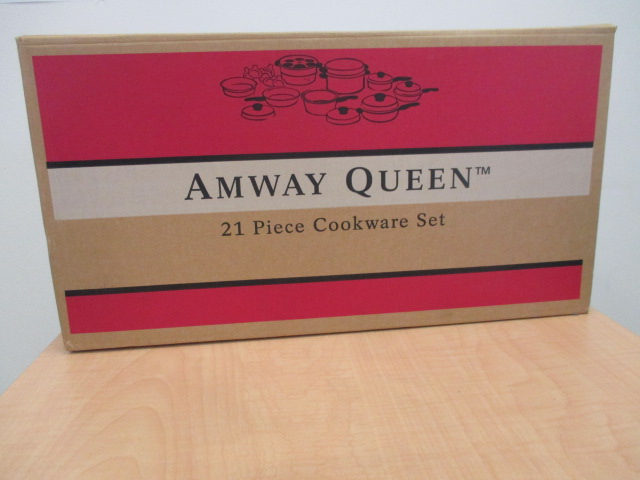 AMWAY QUEEN™
21 Piece Cookware Set